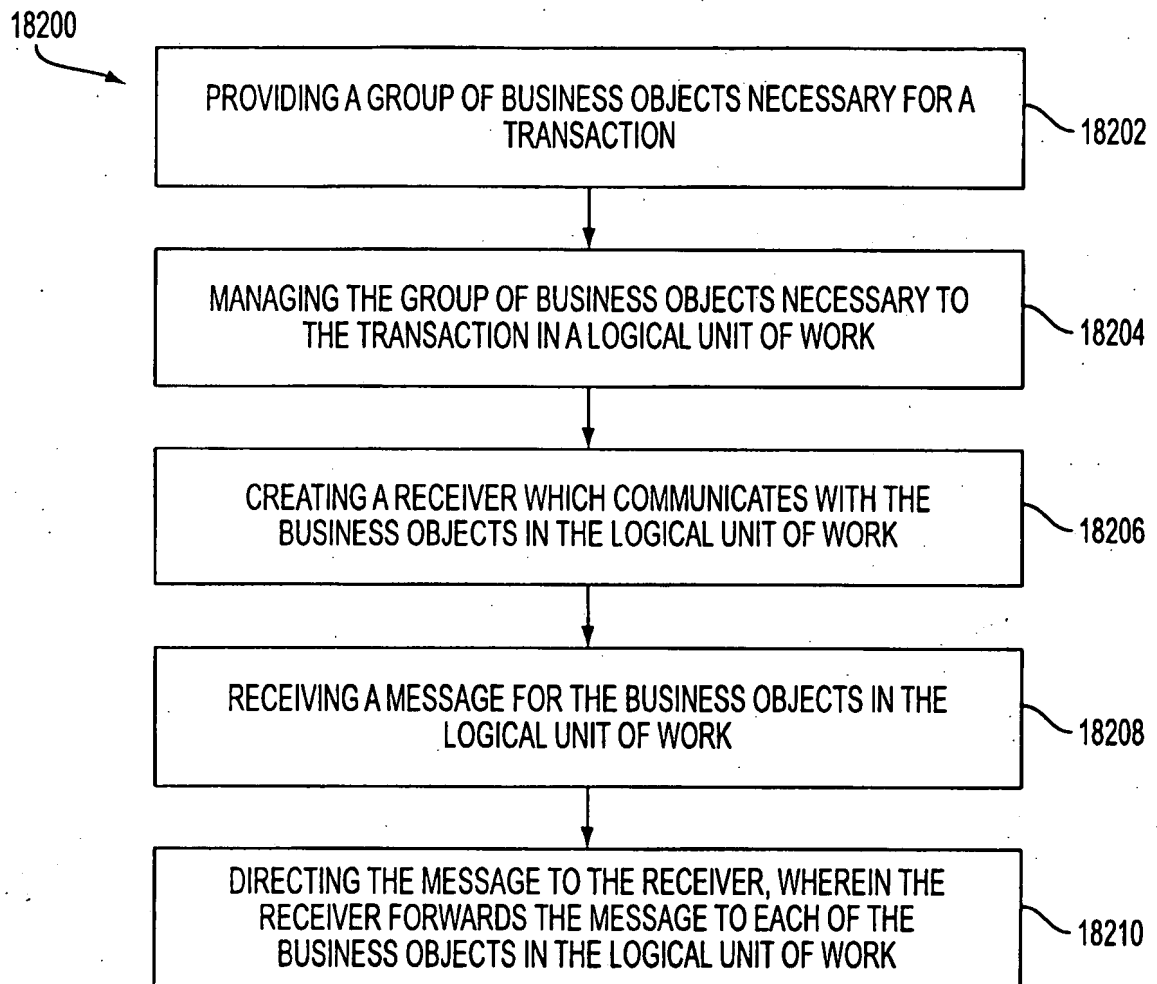 18200
PROVIDING A GROUP OF BUSINESS OBJECTS NECESSARY FOR A
TRANSACTION
18202
MANAGING THE GROUP OF BUSINESS OBJECTS NECESSARY TO
THE TRANSACTION IN A LOGICAL UNIT OF WORK
18204
CREATING A RECEIVER WHICH COMMUNICATES WITH THE
BUSINESS OBJECTS IN THE LOGICAL UNIT OF WORK
18206
RECEIVING A MESSAGE FOR THE BUSINESS OBJECTS IN THE
LOGICAL UNIT OF WORK
18208
DIRECTING THE MESSAGE TO THE RECEIVER, WHEREIN THE
RECEIVER FORWARDS THE MESSAGE TO EACH OF THE
BUSINESS OBJECTS IN THE LOGICAL UNIT OF WORK
18210